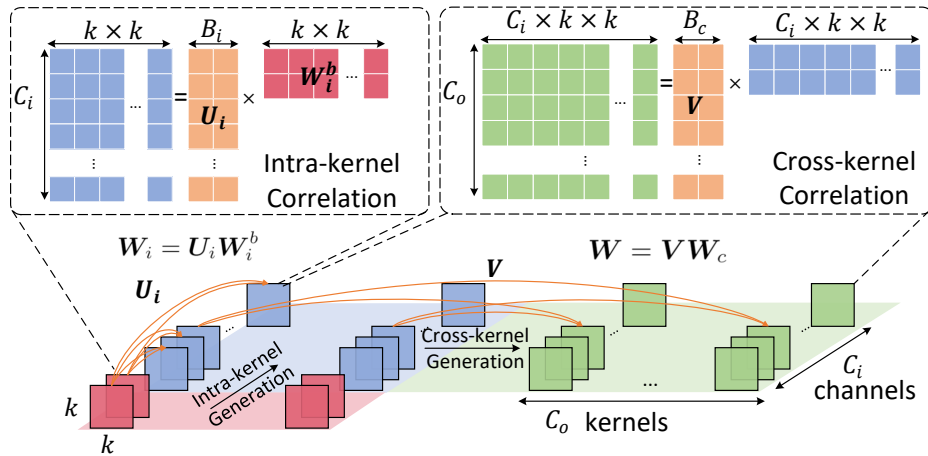 k × k
B_i
k × k
C_i
...
=
U_i
×
W_i^b
...
⋮
⋮
Intra-kernel
Correlation
C_i × k × k
B_c
C_i × k × k
C_o
...
=
V
×
...
⋮
⋮
Cross-kernel
Correlation
W_i = U_i W_i^b
W = V W_c
U_i
V
...
...
...
...
Intra-kernel
Generation
Cross-kernel
Generation
k
k
...
C_o kernels
C_i
channels